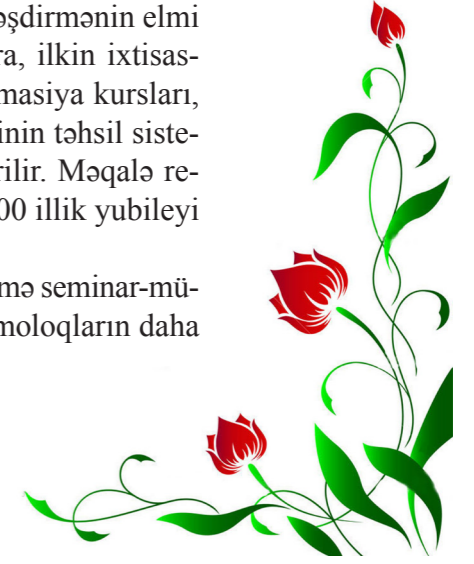 əşdirmənin elmi
ra, ilkin ixtisas-
masiya kursları,
inin təhsil siste-
rilir. Məqalə re-
00 illik yubileyi
mə seminar-mü-
moloqların daha